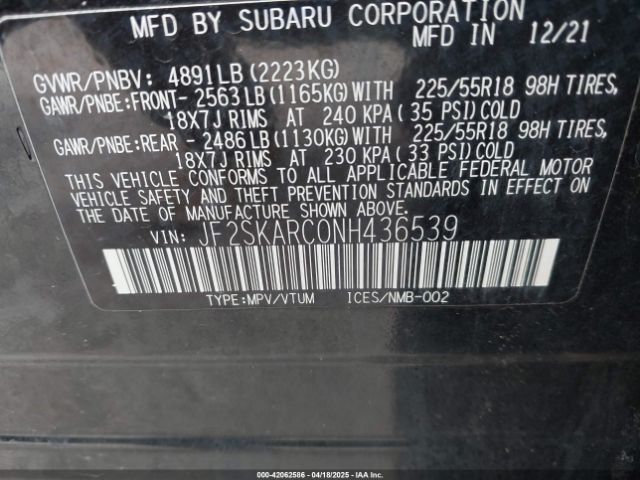 MFD BY SUBARU CORPORATION
MFD IN 12/21
GVWR/PNBV: 4891LB(2223KG)
GAWR/PNBE:FRONT- 2563LB(1165KG)WITH 225/55R18 98H TIRES,
18X7J RIMS AT 240 KPA(35 PSI)COLD
GAWR/PNBE:REAR - 2486LB(1130KG)WITH 225/55R18 98H TIRES,
18X7J RIMS AT 230 KPA(33 PSI)COLD
THIS VEHICLE CONFORMS TO ALL APPLICABLE FEDERAL MOTOR
VEHICLE SAFETY AND THEFT PREVENTION STANDARDS IN EFFECT ON
THE DATE OF MANUFACTURE SHOWN ABOVE.
VIN: JF2SKARC0NH436539
TYPE:MPV/VTUM ICES/NMB-002
000-42062586 - 04/18/2025 - IAAI.COM